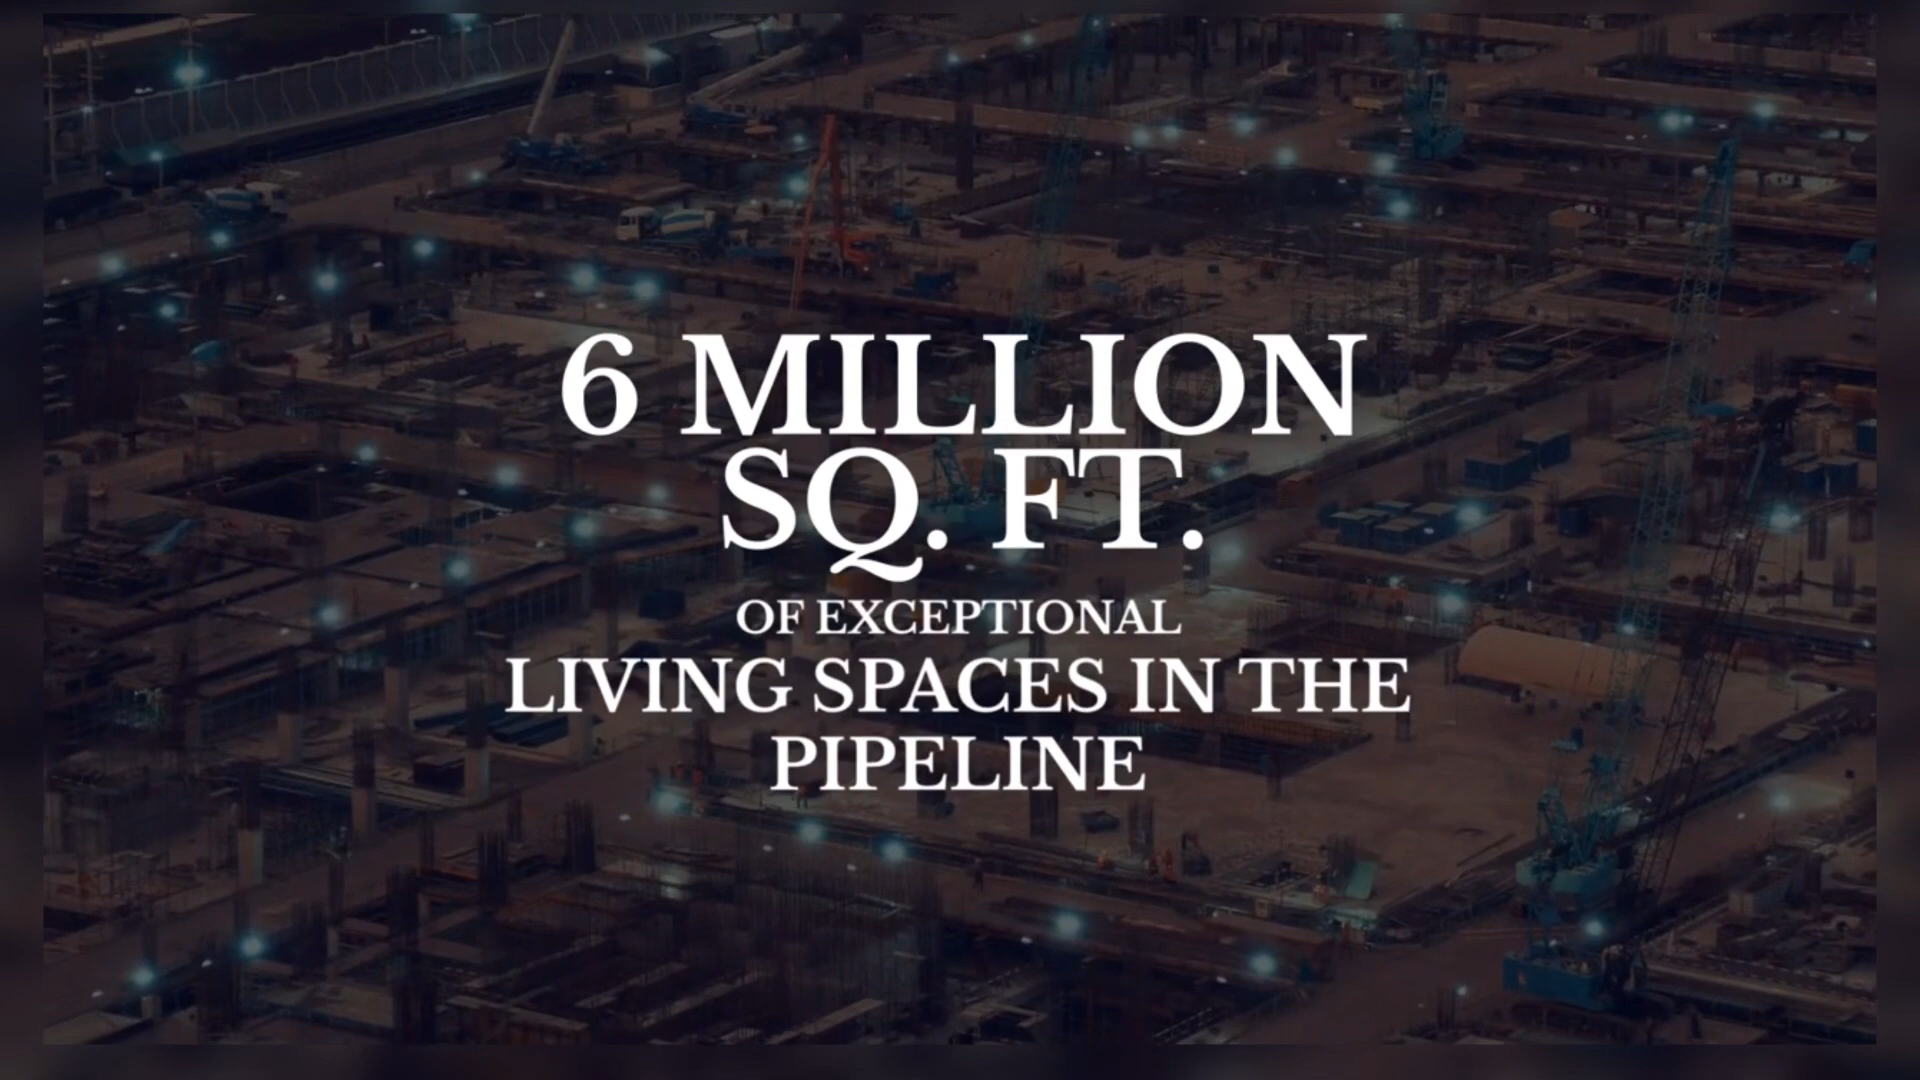 6 MILLION
SQ. FT.
OF EXCEPTIONAL
LIVING SPACES IN THE
PIPELINE